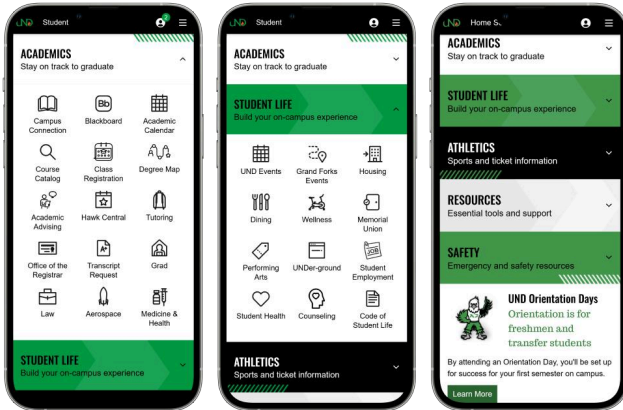 UND Student
2
ACADEMICS
Stay on track to graduate
Campus
Connection
Bb
Blackboard
Academic
Calendar
Course
Catalog
Class
Registration
Degree Map
Academic
Advising
Hawk Central
Tutoring
Office of the
Registrar
A+
Transcript
Request
Grad
Law
Aerospace
Medicine &
Health
STUDENT LIFE
Build your on-campus experience
UND Student
ACADEMICS
Stay on track to graduate
STUDENT LIFE
Build your on-campus experience
UND Events
Grand Forks
Events
Housing
Dining
Wellness
Memorial
Union
Performing
Arts
UNDer-ground
JOB
Student
Employment
Student Health
Counseling
Code of
Student Life
ATHLETICS
Sports and ticket information
UND Home
ACADEMICS
Stay on track to graduate
STUDENT LIFE
Build your on-campus experience
ATHLETICS
Sports and ticket information
RESOURCES
Essential tools and support
SAFETY
Emergency and safety resources
UND Orientation Days
Orientation is for
freshmen and
transfer students
By attending an Orientation Day, you'll be set up
for success for your first semester on campus.
Learn More